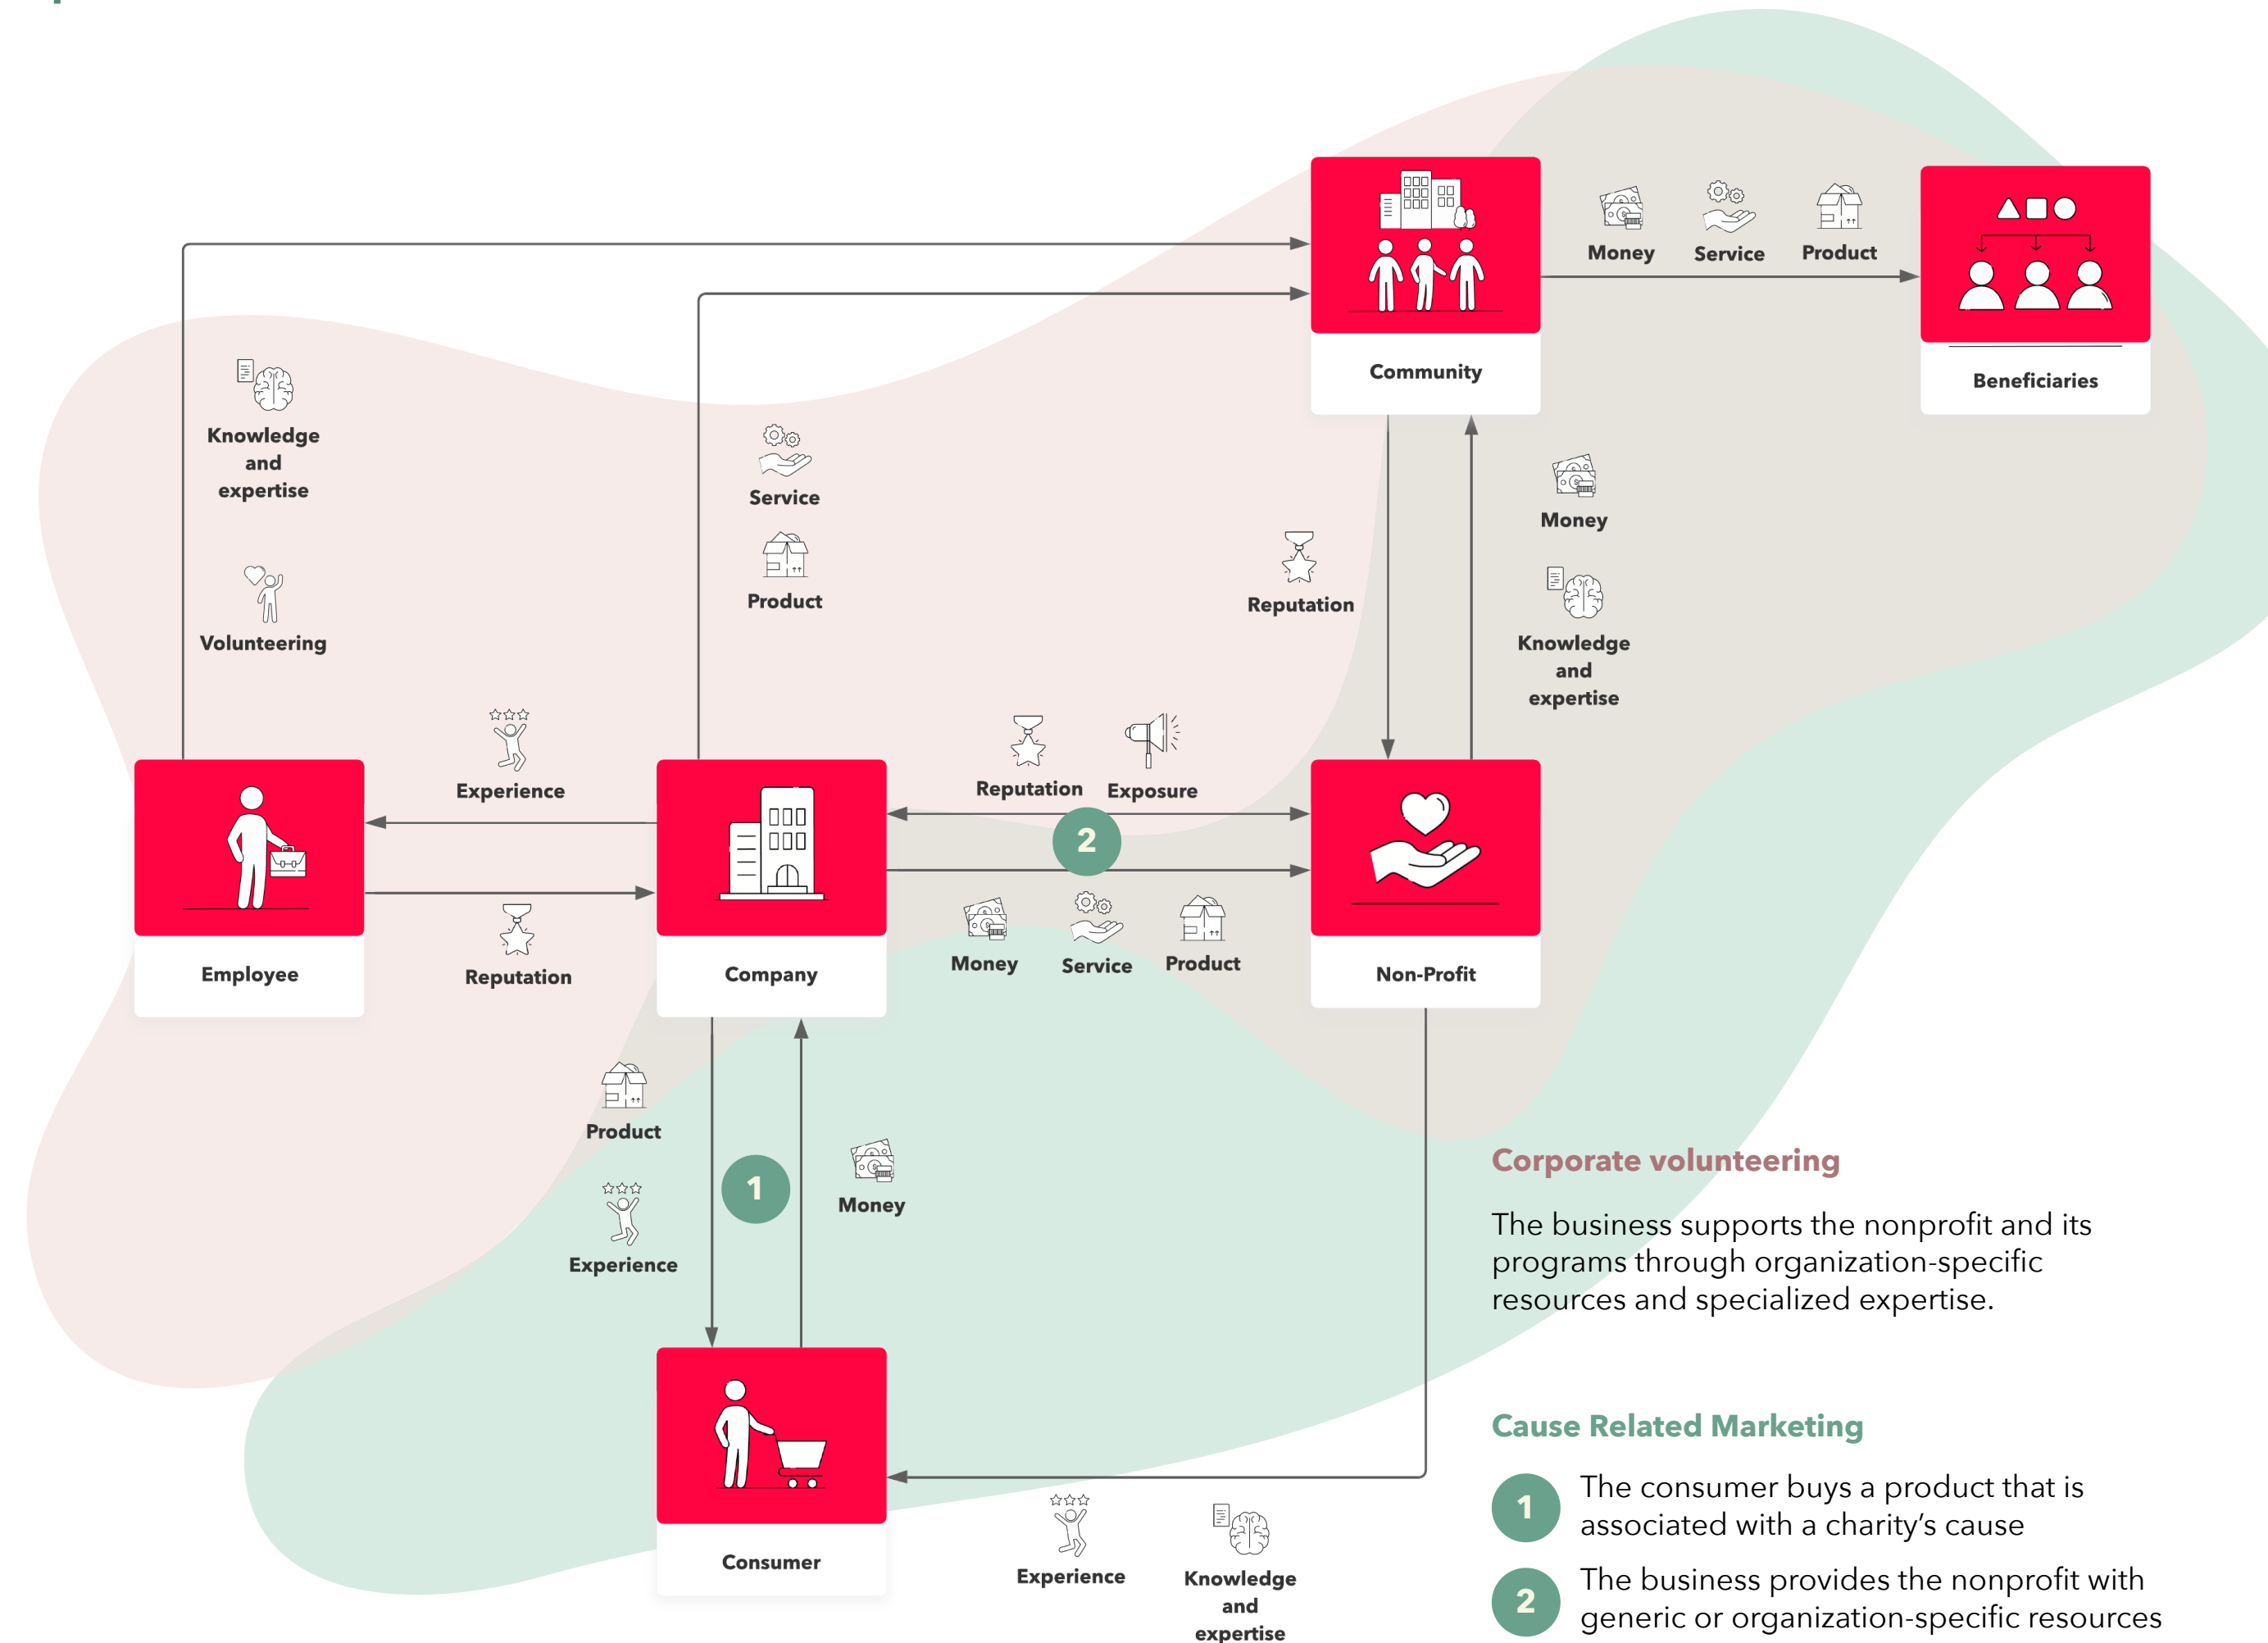 Money
Service
Product
Community
Beneficiaries
Knowledge
and
expertise
Service
Money
Product
Reputation
Volunteering
Knowledge
and
expertise
Experience
Reputation
Exposure
2
Employee
Reputation
Company
Money
Service
Product
Non-Profit
Product
1
Money
Experience
Corporate volunteering
The business supports the nonprofit and its
programs through organization-specific
resources and specialized expertise.
Cause Related Marketing
1
The consumer buys a product that is
associated with a charity’s cause
2
The business provides the nonprofit with
generic or organization-specific resources
Consumer
Experience
Knowledge
and
expertise